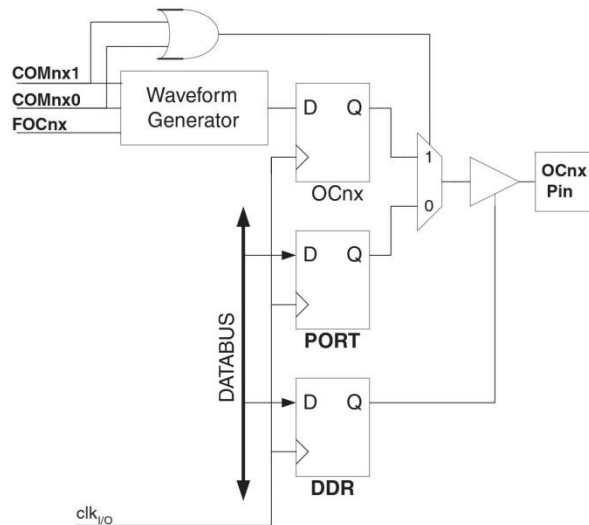 COMnx1
COMnx0
FOCnx
Waveform
Generator
D Q
OCnx
1
0
OCnx
Pin
D Q
PORT
DATABUS
D Q
DDR
clkI/O